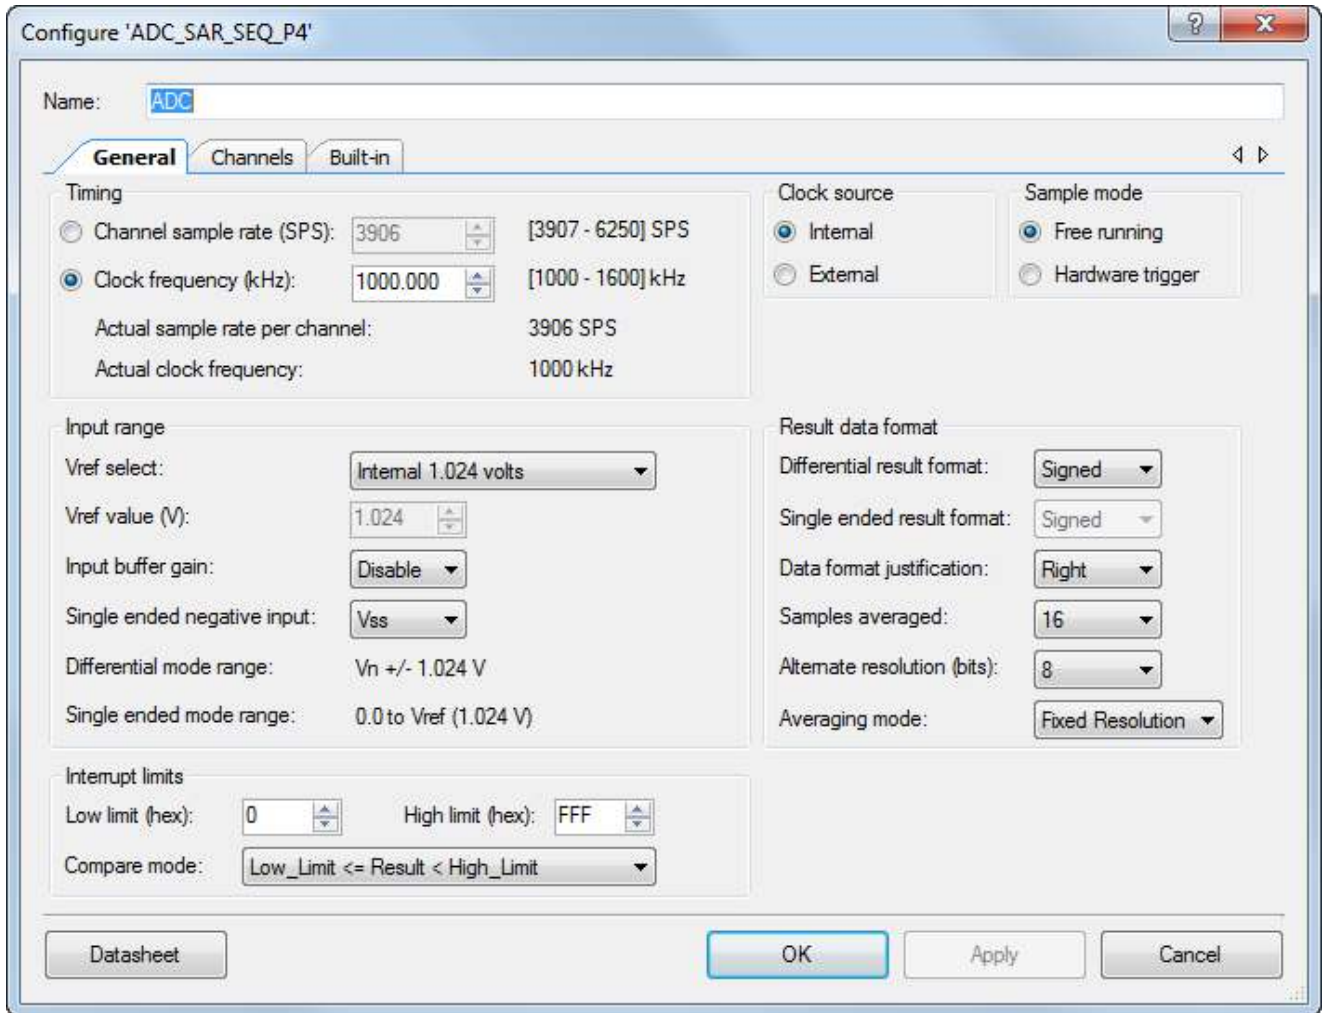 Configure 'ADC_SAR_SEQ_P4'
?
X
Name: ADC
General Channels Built-in
Timing
Channel sample rate (SPS): 3906 [3907 - 6250] SPS
Clock frequency (kHz): 1000.000 [1000 - 1600] kHz
Actual sample rate per channel: 3906 SPS
Actual clock frequency: 1000 kHz
Clock source
Internal
External
Sample mode
Free running
Hardware trigger
Input range
Vref select: Internal 1.024 volts
Vref value (V): 1.024
Input buffer gain: Disable
Single ended negative input: Vss
Differential mode range: Vn +/- 1.024 V
Single ended mode range: 0.0 to Vref (1.024 V)
Result data format
Differential result format: Signed
Single ended result format: Signed
Data format justification: Right
Samples averaged: 16
Alternate resolution (bits): 8
Averaging mode: Fixed Resolution
Interrupt limits
Low limit (hex): 0 High limit (hex): FFF
Compare mode: Low_Limit <= Result < High_Limit
Datasheet OK Apply Cancel